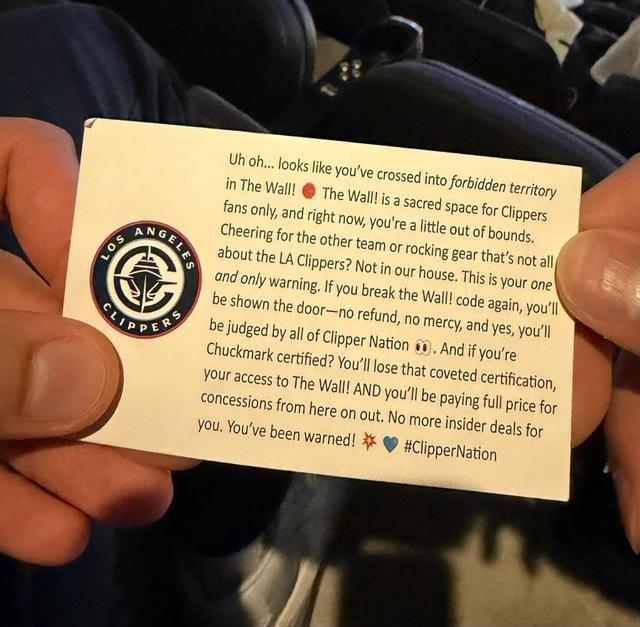 Uh oh... looks like you've crossed into forbidden territory
in The Wall! 🔴 The Wall! is a sacred space for Clippers
fans only, and right now, you're a little out of bounds.
Cheering for the other team or rocking gear that's not all
about the LA Clippers? Not in our house. This is your one
and only warning. If you break the Wall! code again, you'll
be shown the door—no refund, no mercy, and yes, you'll
be judged by all of Clipper Nation 👀. And if you're
Chuckmark certified? You'll lose that coveted certification,
your access to The Wall! AND you'll be paying full price for
concessions from here on out. No more insider deals for
you. You've been warned! 💥 💙 #ClipperNation
LOS ANGELES
CLIPPERS